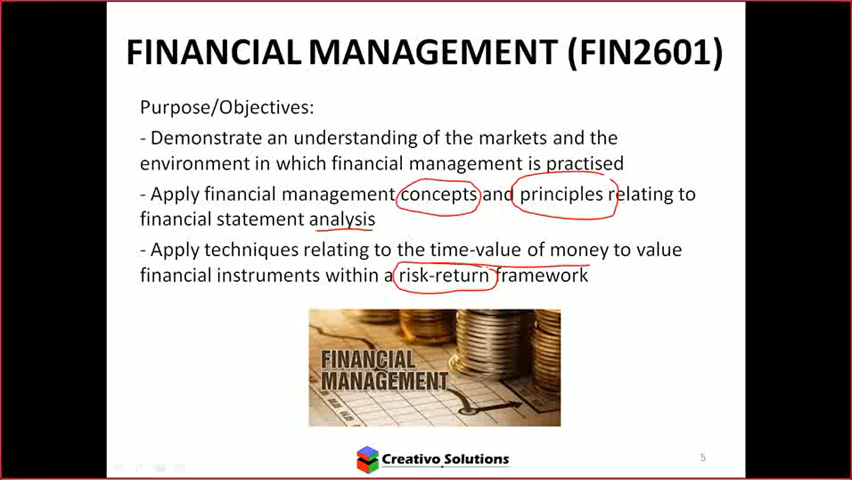 FINANCIAL MANAGEMENT (FIN2601)
Purpose/Objectives:
- Demonstrate an understanding of the markets and the
environment in which financial management is practised
- Apply financial management concepts and principles relating to
financial statement analysis
- Apply techniques relating to the time-value of money to value
financial instruments within a risk-return framework
FINANCIAL
MANAGEMENT
Creativo Solutions
5